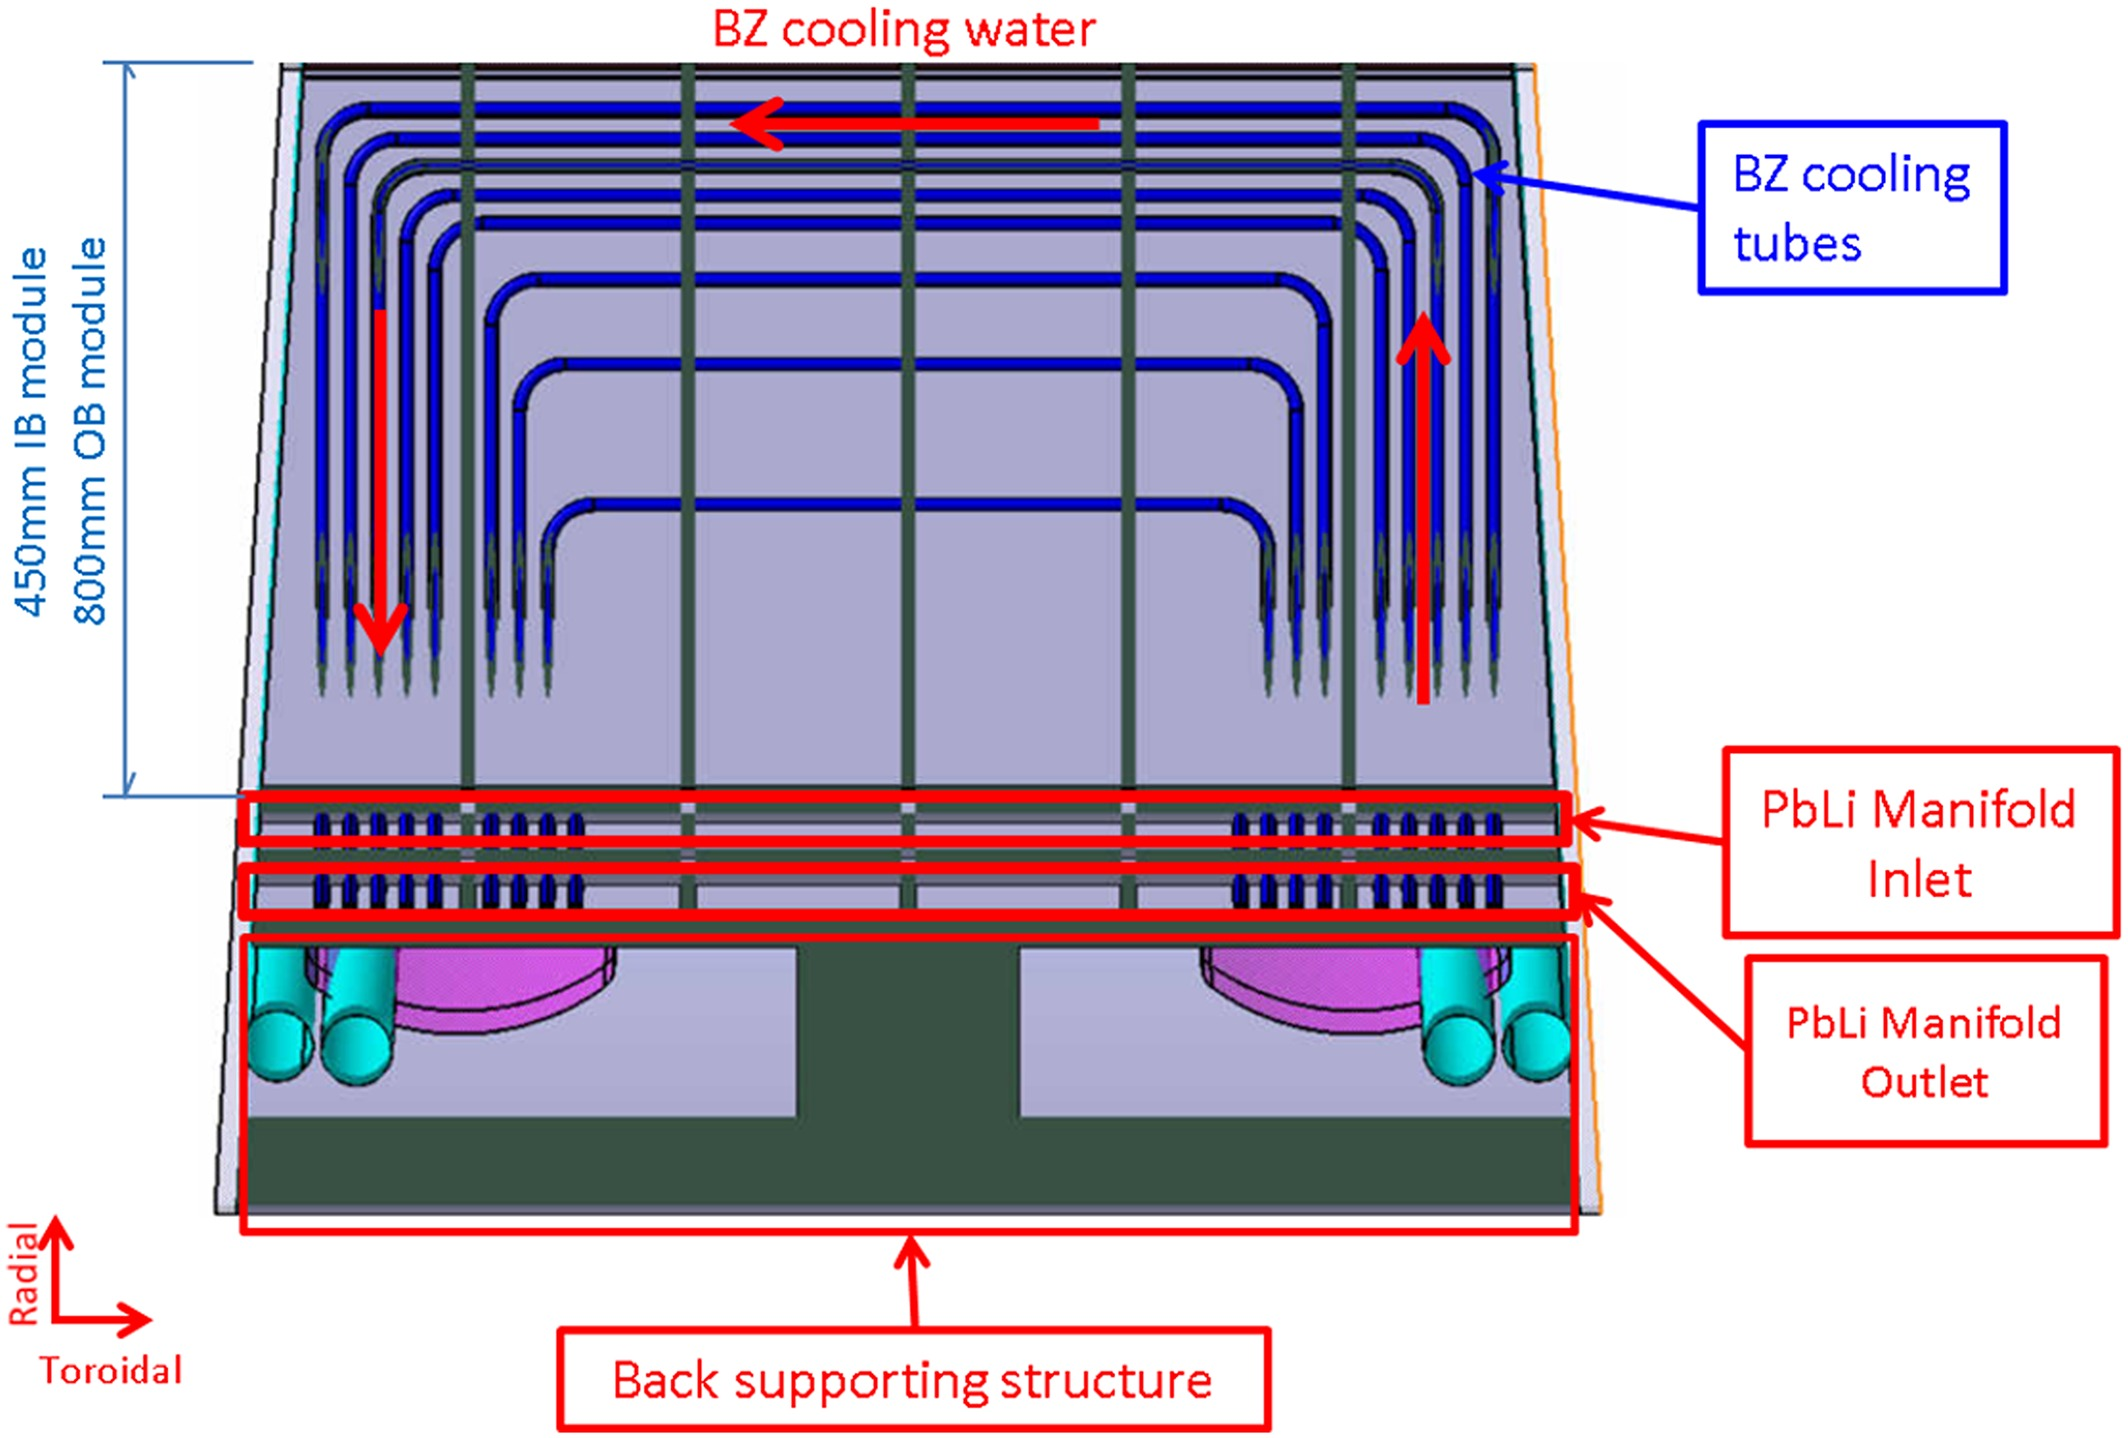 BZ cooling water
BZ cooling
tubes
450mm IB module
800mm OB module
PbLi Manifold
Inlet
PbLi Manifold
Outlet
Radial
Toroidal
Back supporting structure